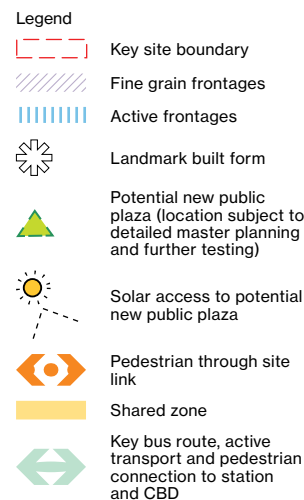 Legend
Key site boundary
Fine grain frontages
Active frontages
Landmark built form
Potential new public
plaza (location subject to
detailed master planning
and further testing)
Solar access to potential
new public plaza
Pedestrian through site
link
Shared zone
Key bus route, active
transport and pedestrian
connection to station
and CBD